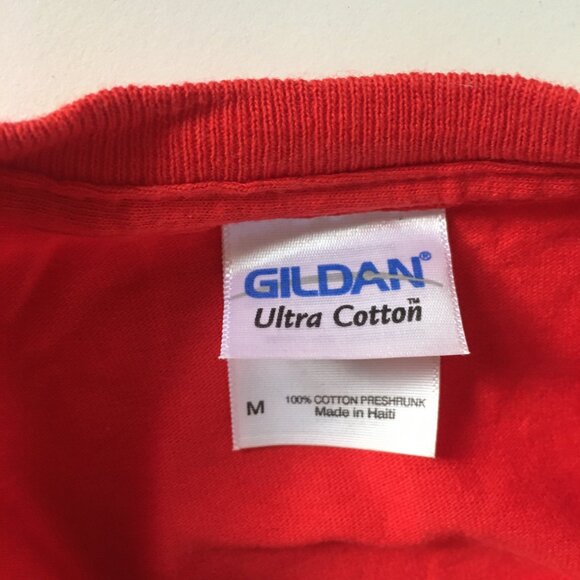 GILDAN®
Ultra Cotton™
M
100% COTTON PRESHRUNK
Made in Haiti